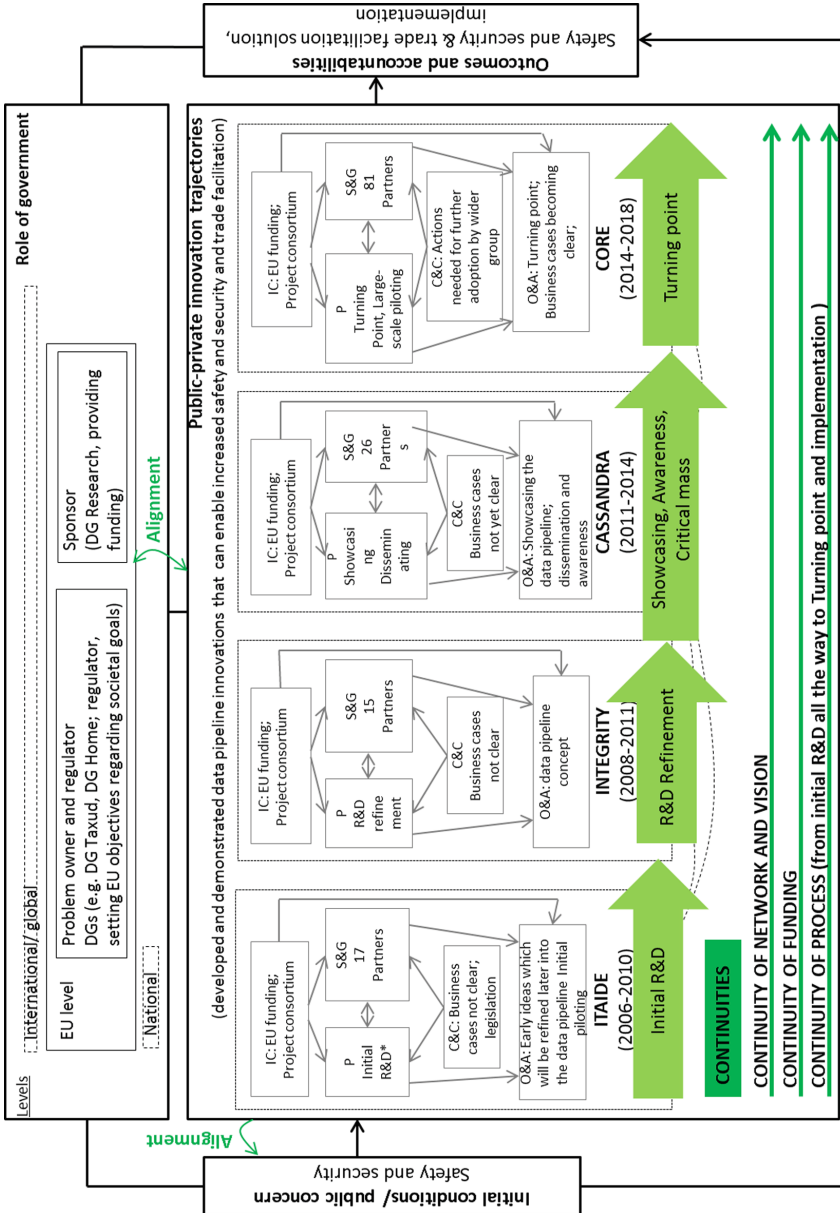 Role of government
Levels
International/ global
EU level
Problem owner and regulator
DGs (e.g. DG Taxud, DG Home; regulator,
setting EU objectives regarding societal goals)
Sponsor
(DG Research, providing
funding)
National
Alignment
Alignment
Initial conditions/ public concern
Safety and security
Public-private innovation trajectories
(developed and demonstrated data pipeline innovations that can enable increased safety and security and trade facilitation)
IC: EU funding;
Project consortium
P
Initial
R&D*
S&G
17
Partners
C&C: Business
cases not clear;
legislation
O&A: Early ideas which
will be refined later into
the data pipeline Initial
piloting
ITAIDE
(2006-2010)
Initial R&D
IC: EU funding;
Project consortium
P
R&D
refine
ment
S&G
15
Partners
C&C
Business cases
not clear
O&A: data pipeline
concept
INTEGRITY
(2008-2011)
R&D Refinement
IC: EU funding;
Project consortium
P
Showcasi
ng
Dissemin
ating
S&G
26
Partner
s
C&C
Business cases
not yet clear
O&A: Showcasing the
data pipeline;
dissemination and
awareness
CASSANDRA
(2011-2014)
Showcasing, Awareness,
Critical mass
IC: EU funding;
Project consortium
P
Turning
Point, Large-
scale piloting
S&G
81
Partners
C&C: Actions
needed for further
adoption by wider
group
O&A: Turning point;
Business cases becoming
clear;
CORE
(2014-2018)
Turning point
Outcomes and accountabilities
Safety and security & trade facilitation solution,
implementation
CONTINUITIES
CONTINUITY OF NETWORK AND VISION
CONTINUITY OF FUNDING
CONTINUITY OF PROCESS (from initial R&D all the way to Turning point and implementation )